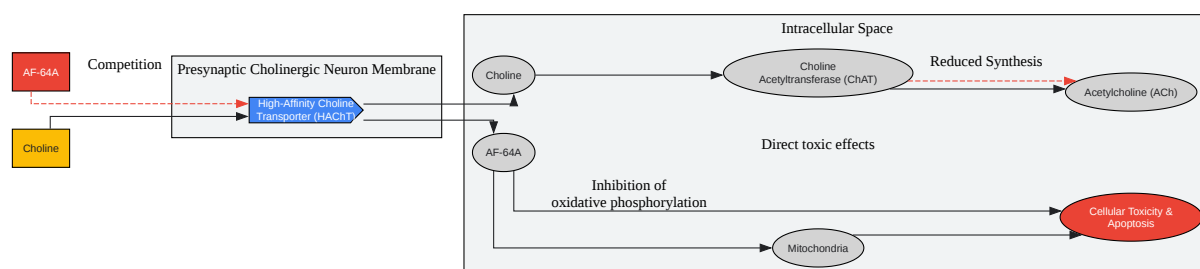 Intracellular Space
AF-64A
Competition
Presynaptic Cholinergic Neuron Membrane
Choline
Choline
Acetyltransferase (ChAT)
Reduced Synthesis
Acetylcholine (ACh)
High-Affinity Choline
Transporter (HAChT)
Choline
AF-64A
Direct toxic effects
Inhibition of
oxidative phosphorylation
Cellular Toxicity &
Apoptosis
Mitochondria